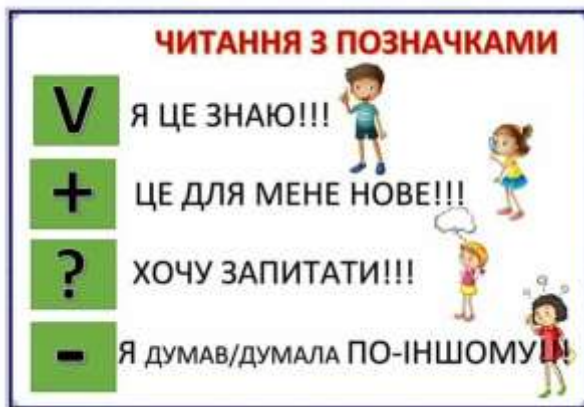 ЧИТАННЯ З ПОЗНАЧКАМИ
V Я ЦЕ ЗНАЮ!!!
+ ЦЕ ДЛЯ МЕНЕ НОВЕ!!!
? ХОЧУ ЗАПИТАТИ!!!
- Я ДУМАВ/ДУМАЛА ПО-ІНШОМУ!!!